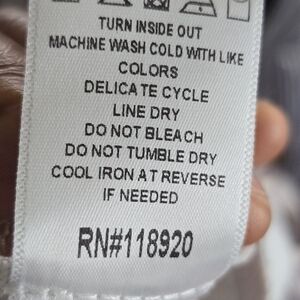 TURN INSIDE OUT
MACHINE WASH COLD WITH LIKE
COLORS
DELICATE CYCLE
LINE DRY
DO NOT BLEACH
DO NOT TUMBLE DRY
COOL IRON AT REVERSE
IF NEEDED
RN#118920